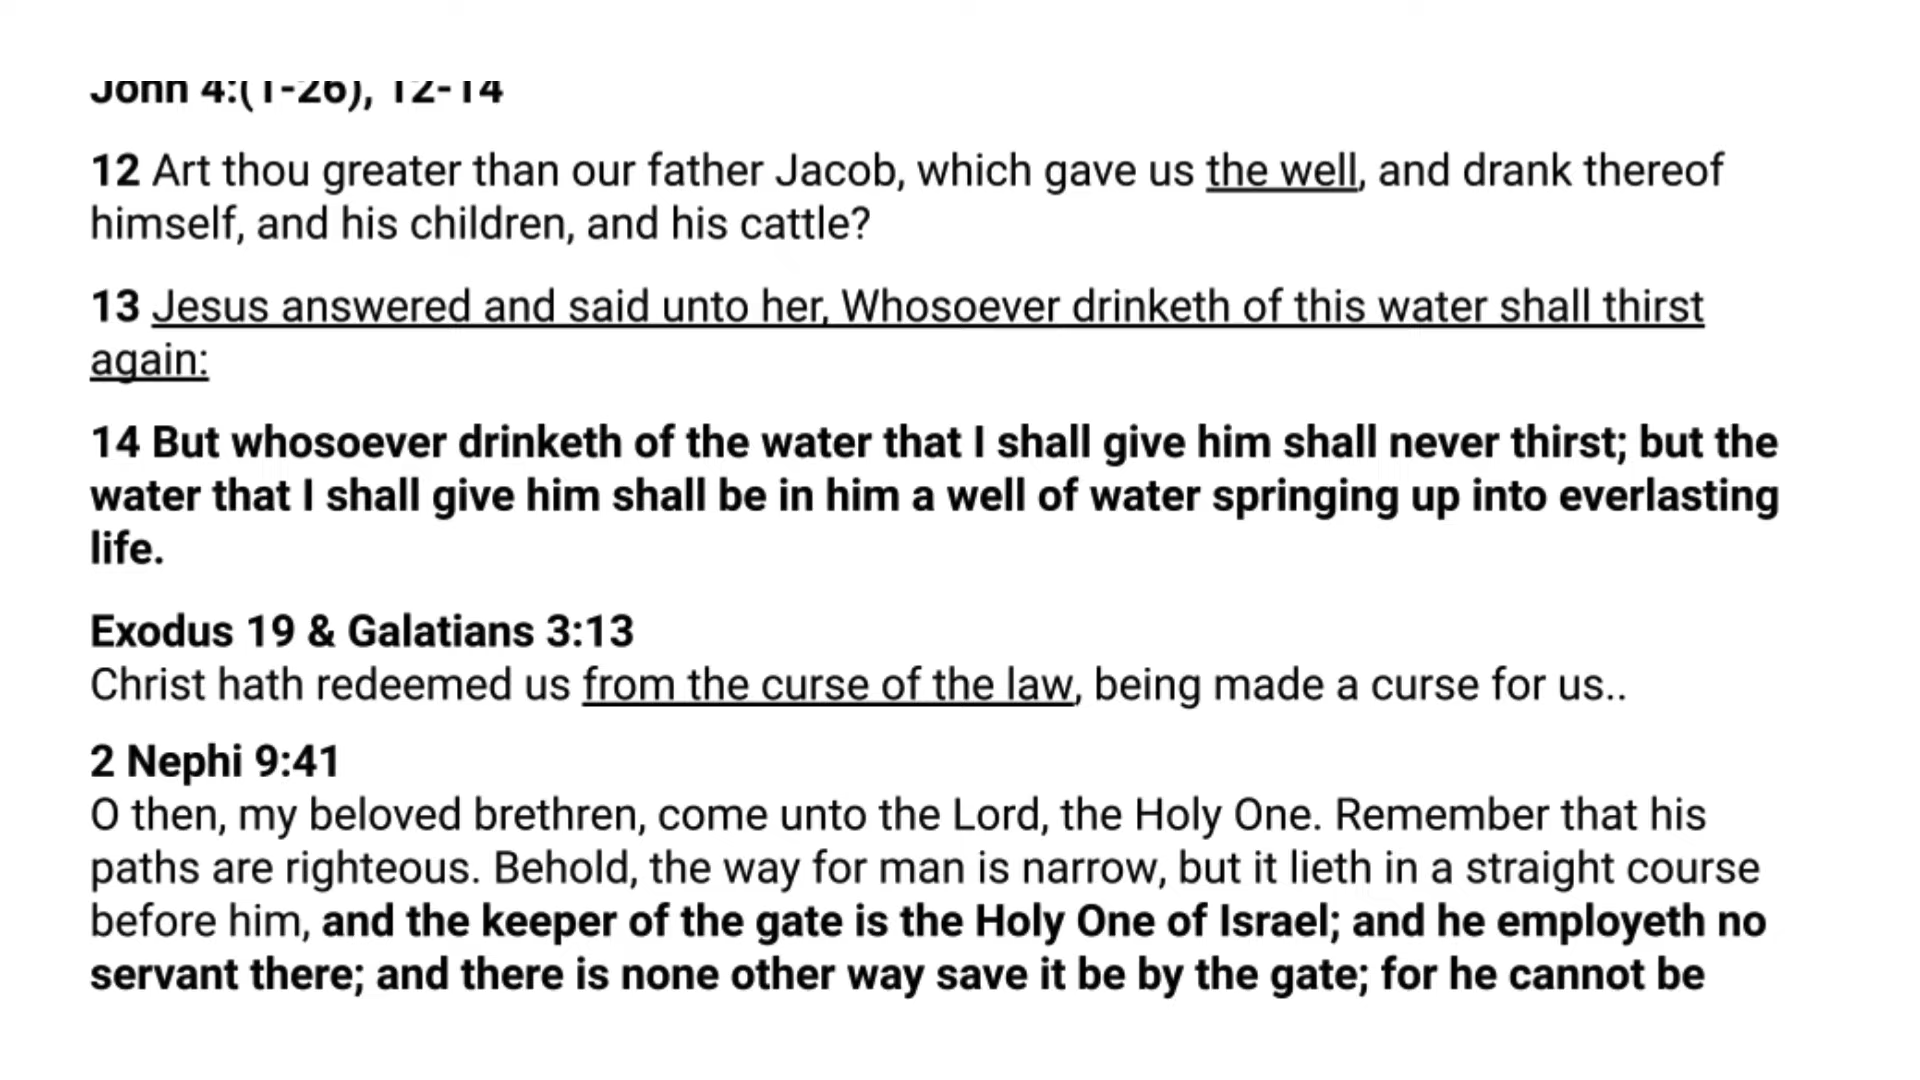 John 4:(1-26), 12-14
12 Art thou greater than our father Jacob, which gave us the well, and drank thereof
himself, and his children, and his cattle?
13 Jesus answered and said unto her, Whosoever drinketh of this water shall thirst
again:
14 But whosoever drinketh of the water that I shall give him shall never thirst; but the
water that I shall give him shall be in him a well of water springing up into everlasting
life.
Exodus 19 & Galatians 3:13
Christ hath redeemed us from the curse of the law, being made a curse for us..
2 Nephi 9:41
O then, my beloved brethren, come unto the Lord, the Holy One. Remember that his
paths are righteous. Behold, the way for man is narrow, but it lieth in a straight course
before him, and the keeper of the gate is the Holy One of Israel; and he employeth no
servant there; and there is none other way save it be by the gate; for he cannot be